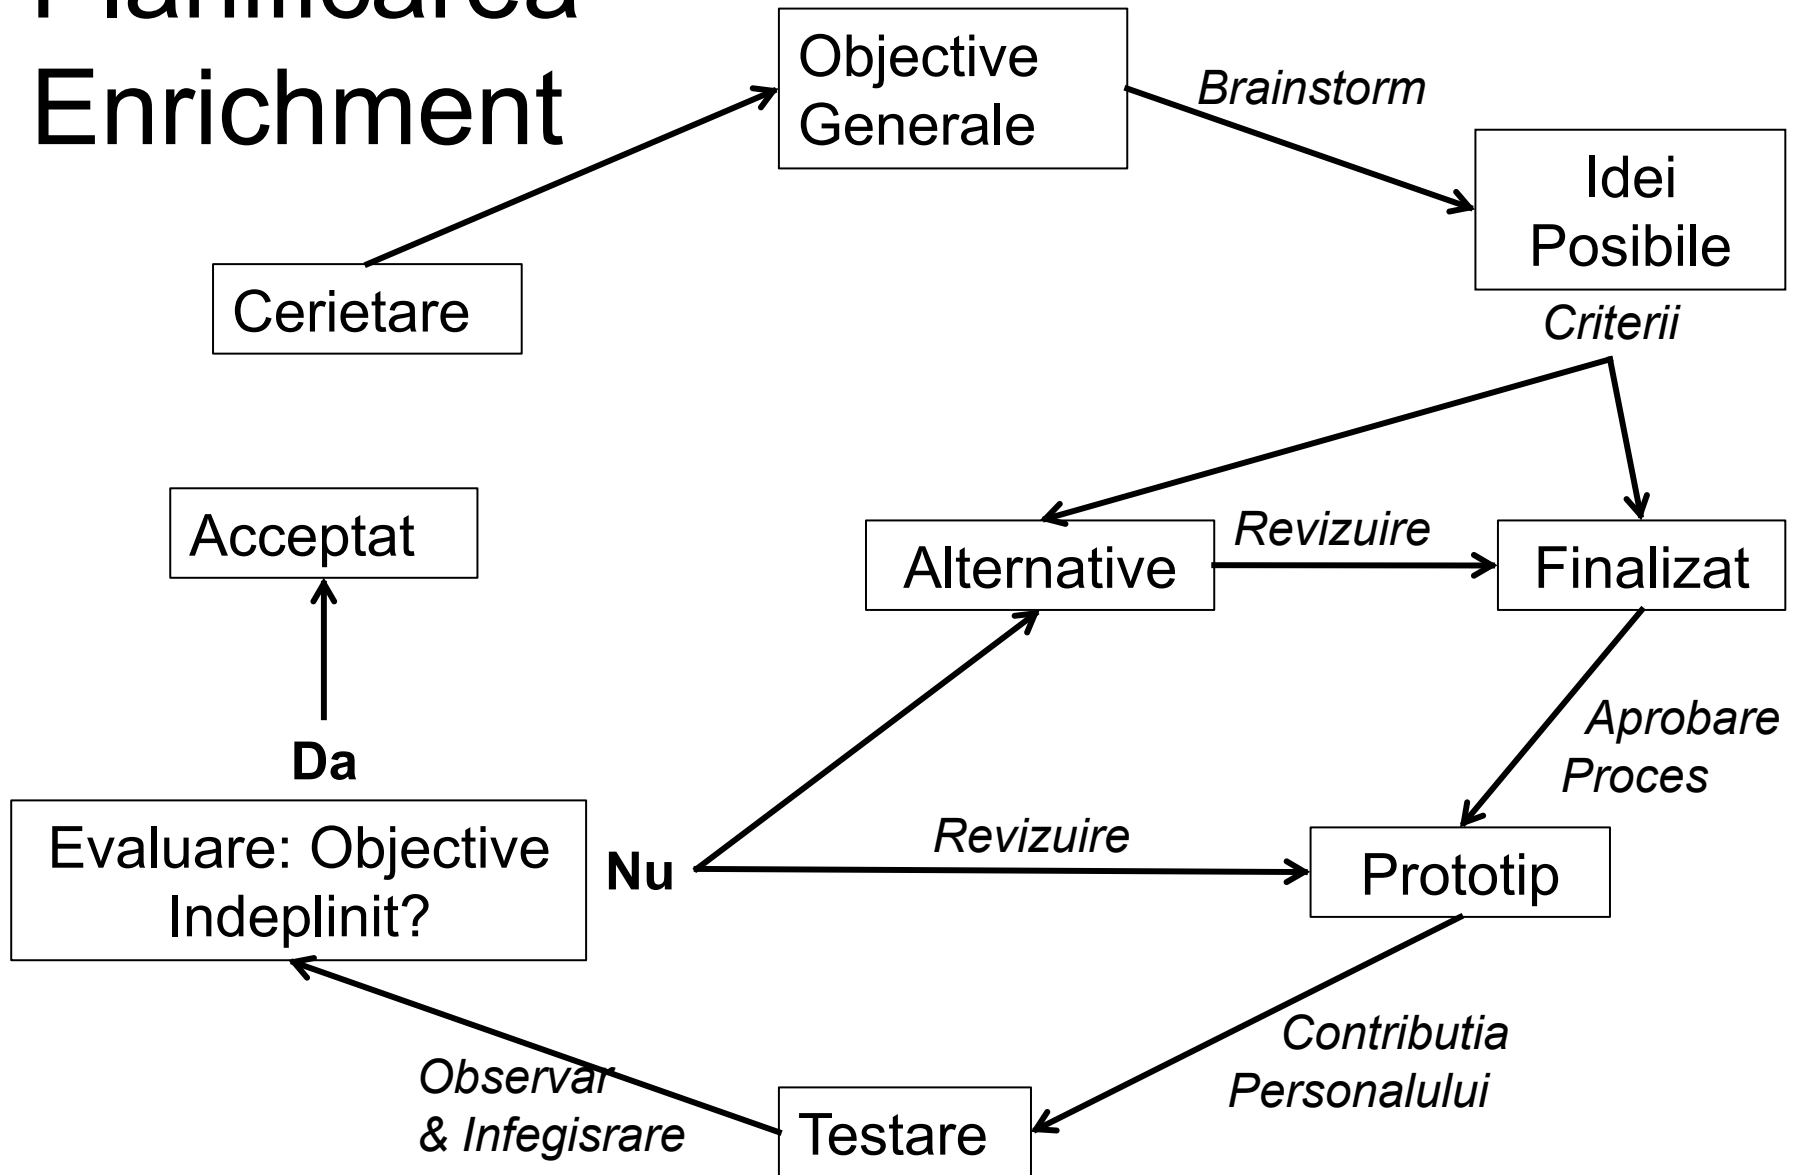 Planificarea
Enrichment
Objective
Generale
Brainstorm
Idei
Posibile
Cerietare
Criterii
Acceptat
Alternative
Revizuire
Finalizat
Da
Aprobare
Proces
Evaluare: Objective
Indeplinit?
Nu
Revizuire
Prototip
Contributia
Personalului
Observar
& Infegisrare
Testare